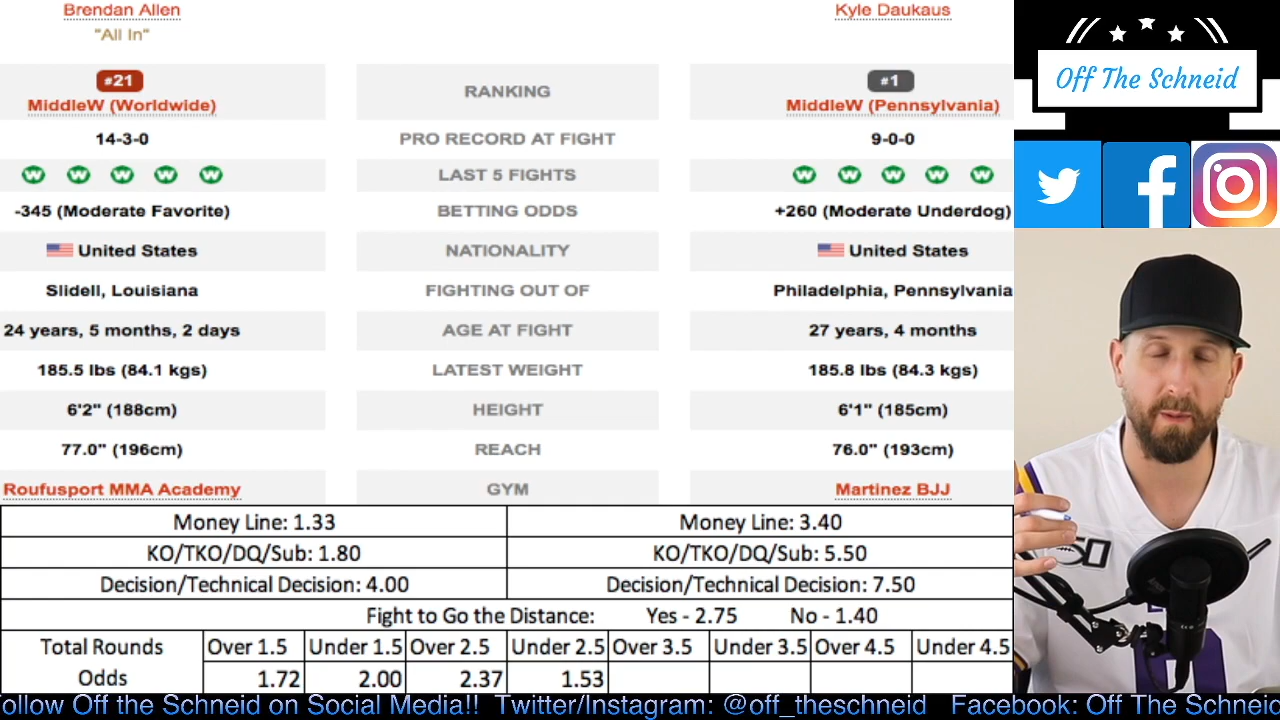 Brendan Allen
Kyle Daukaus
"All In"
#21
RANKING
#1
MiddleW (Worldwide)
MiddleW (Pennsylvania)
14-3-0
PRO RECORD AT FIGHT
9-0-0
W W W W W
LAST 5 FIGHTS
W W W W W
-345 (Moderate Favorite)
BETTING ODDS
+260 (Moderate Underdog)
United States
NATIONALITY
United States
Slidell, Louisiana
FIGHTING OUT OF
Philadelphia, Pennsylvania
24 years, 5 months, 2 days
AGE AT FIGHT
27 years, 4 months
185.5 lbs (84.1 kgs)
LATEST WEIGHT
185.8 lbs (84.3 kgs)
6'2" (188cm)
HEIGHT
6'1" (185cm)
77.0" (196cm)
REACH
76.0" (193cm)
Roufusport MMA Academy
GYM
Martinez BJJ
Money Line: 1.33
Money Line: 3.40
KO/TKO/DQ/Sub: 1.80
KO/TKO/DQ/Sub: 5.50
Decision/Technical Decision: 4.00
Decision/Technical Decision: 7.50
Fight to Go the Distance: Yes - 2.75 No - 1.40
Total Rounds Over 1.5 Under 1.5 Over 2.5 Under 2.5 Over 3.5 Under 3.5 Over 4.5 Under 4.5
Odds 1.72 2.00 2.37 1.53
Off The Schneid
50
ollow Off the Schneid on Social Media!! Twitter/Instagram: @off_theschneid Facebook: Off The Schneid